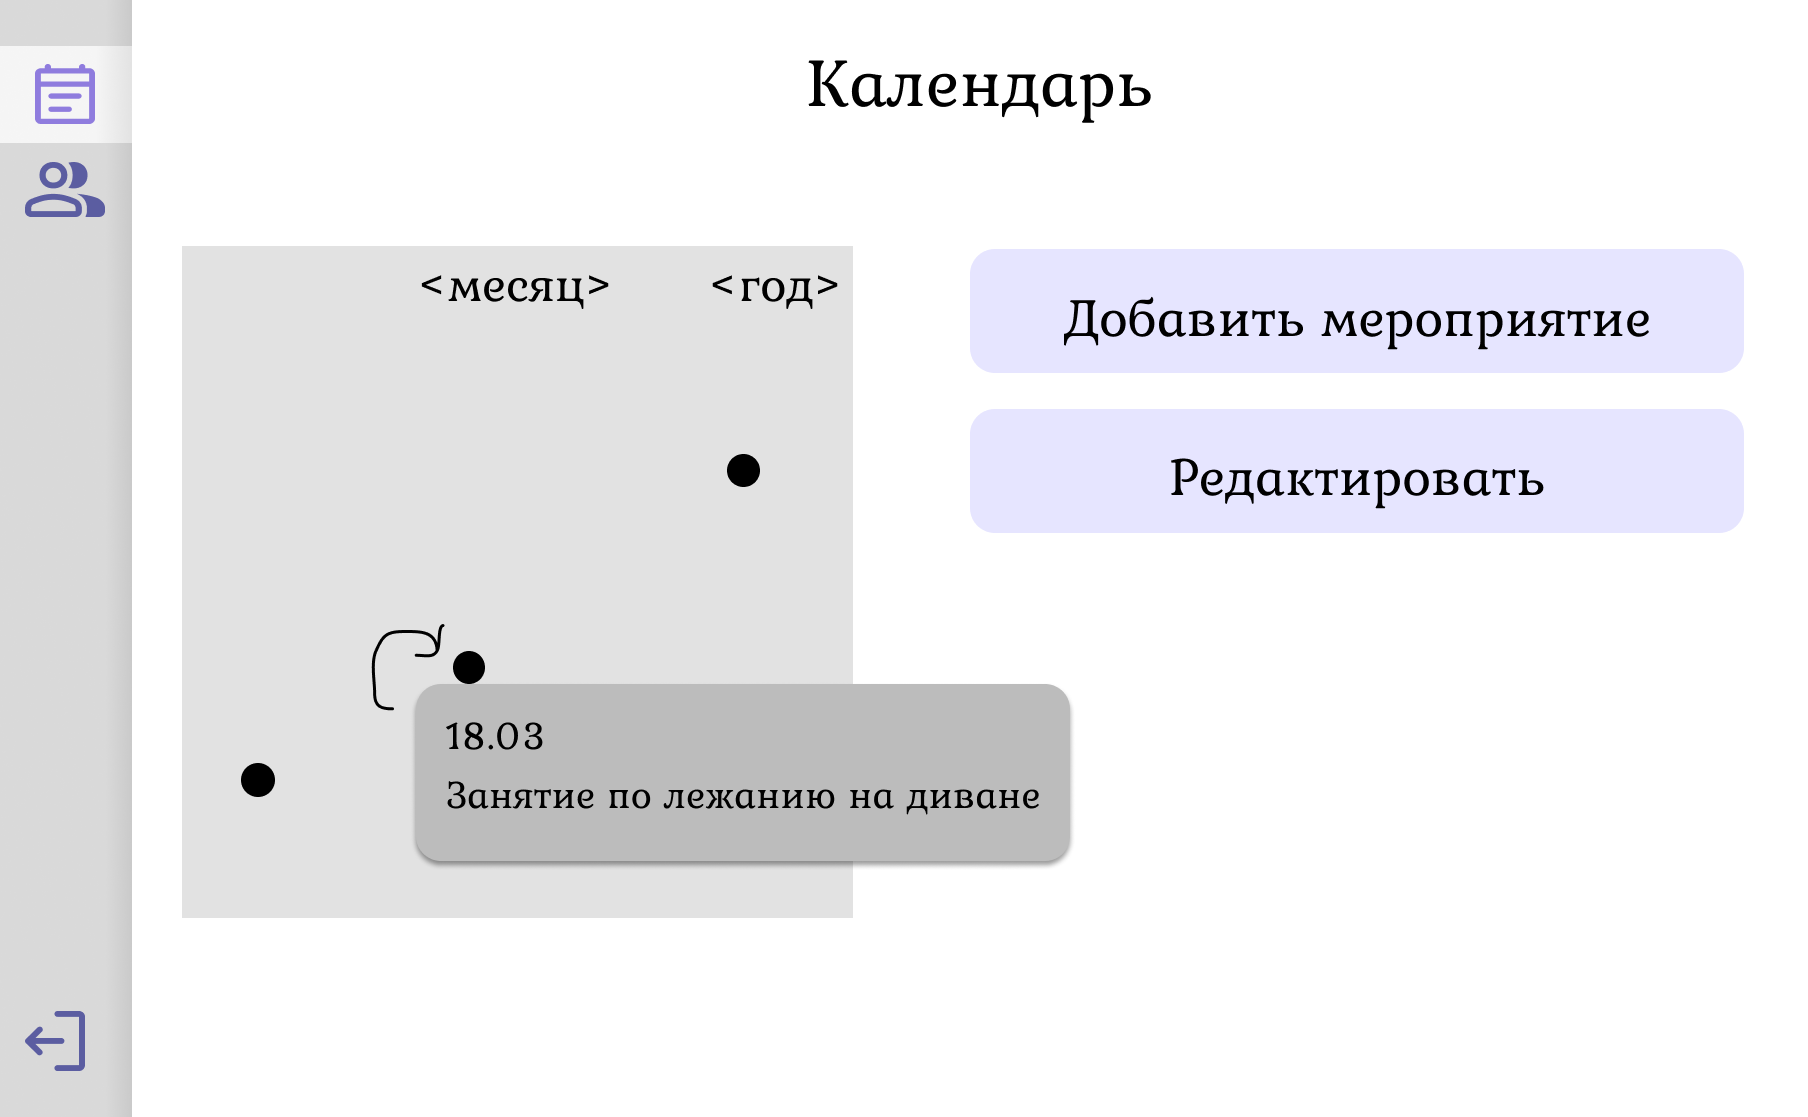 Календарь
<месяц> <год>
Добавить мероприятие
Редактировать
18.03
Занятие по лежанию на диване